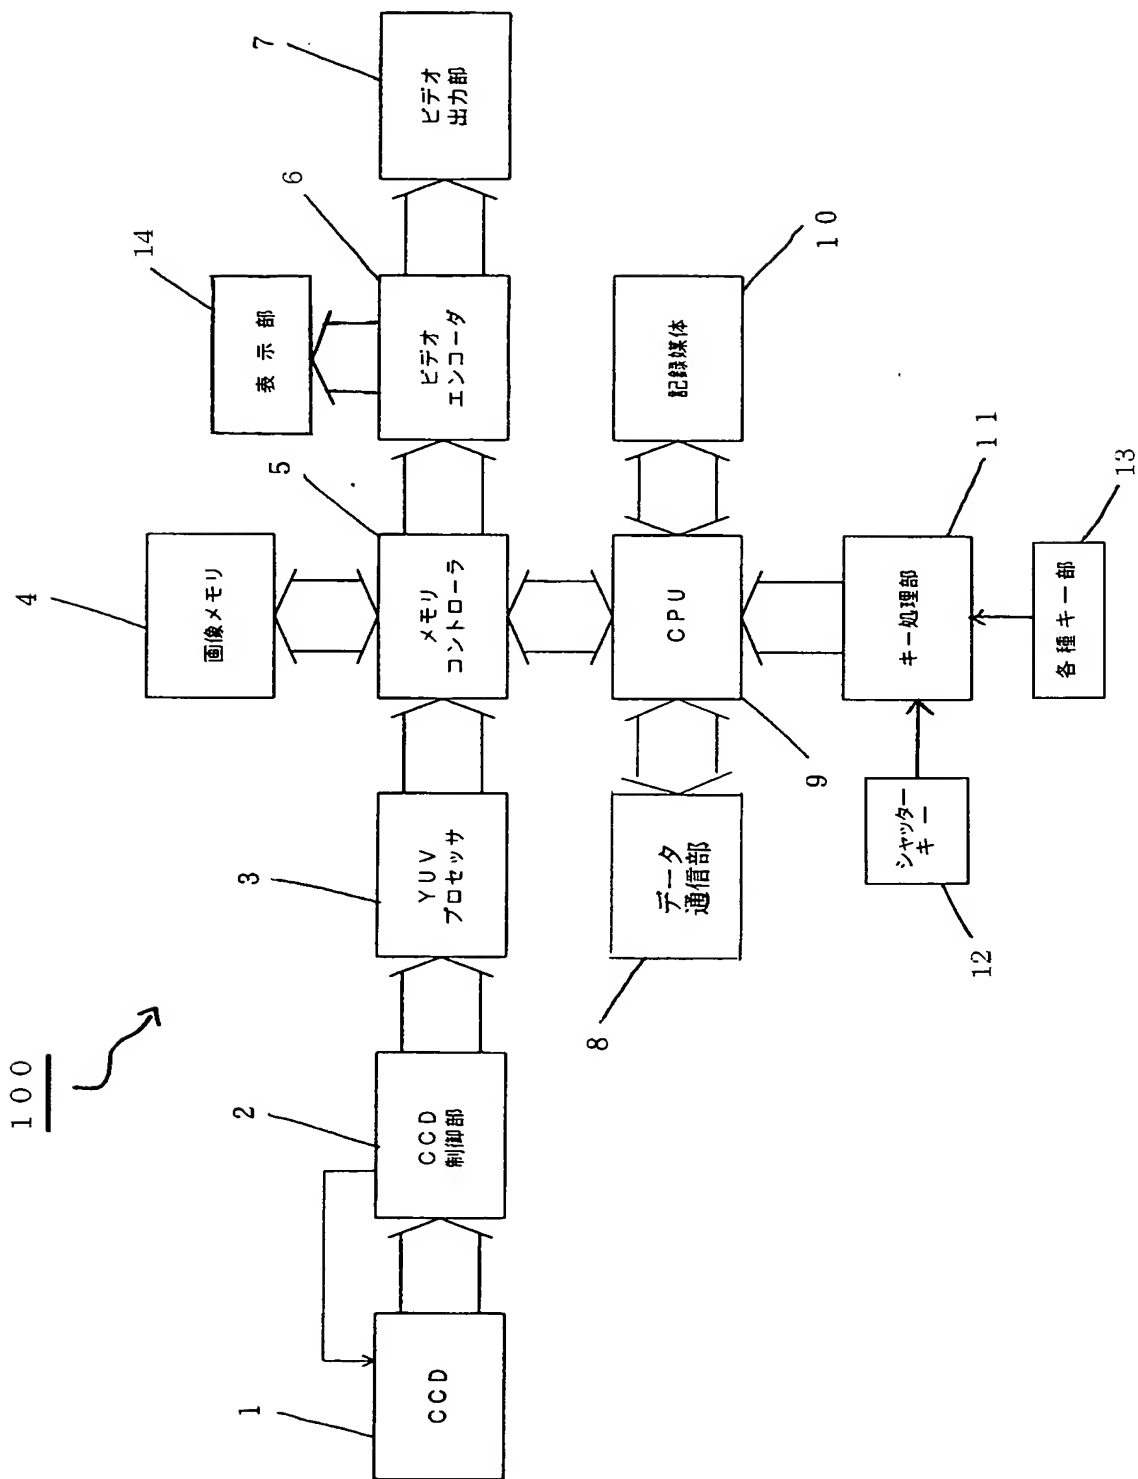 100
1
CCD
2
CCD
制御部
3
YUV
プロセッサ
4
画像メモリ
5
メモリ
コントローラ
14
表示部
6
ビデオ
エンコーダ
7
ビデオ
出力部
8
データ
通信部
9
CPU
10
記録媒体
11
キー処理部
12
シャッター
キー
13
各種キー部